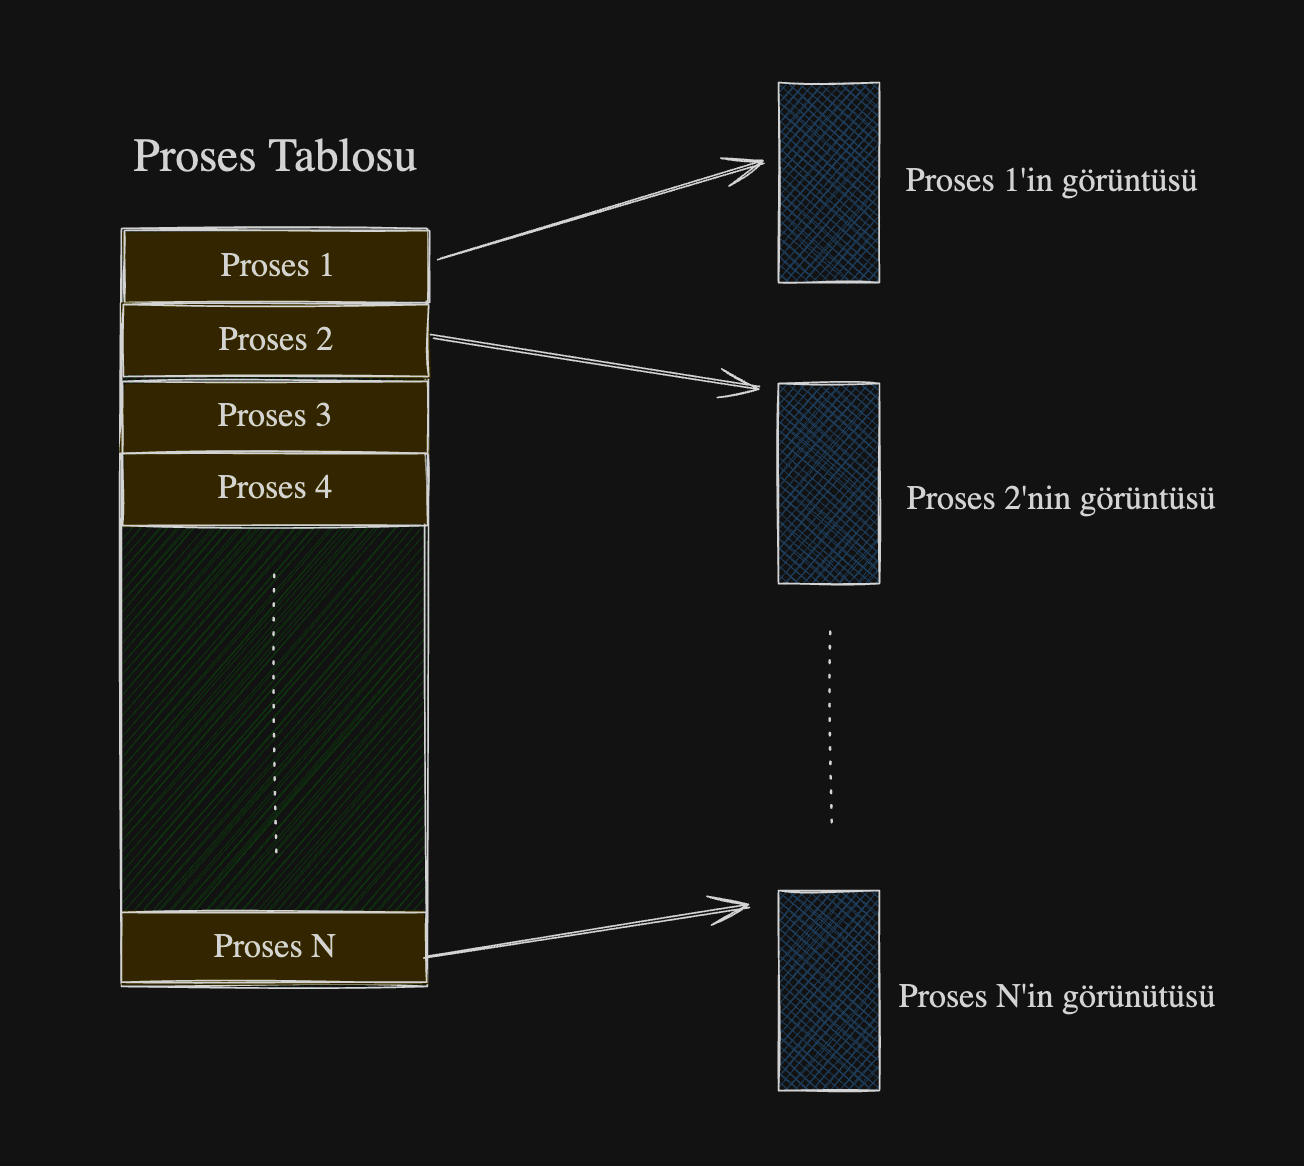 Proses Tablosu
Proses 1
Proses 2
Proses 3
Proses 4
Proses N
Proses 1'in görüntüsü
Proses 2'nin görüntüsü
Proses N'in görünütüsü